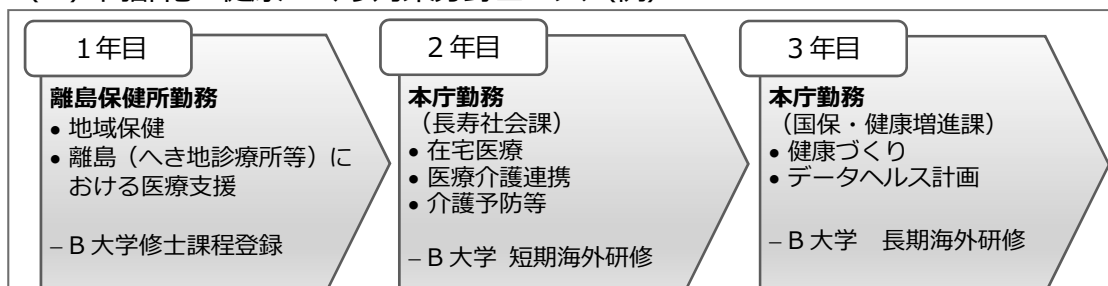 1年目
離島保健所勤務
• 地域保健
• 離島（へき地診療所等）に
おける医療支援
– B 大学修士課程登録
2年目
本庁勤務
（長寿社会課）
• 在宅医療
• 医療介護連携
• 介護予防等
– B 大学 短期海外研修
3年目
本庁勤務
（国保・健康増進課）
• 健康づくり
• データヘルス計画
– B 大学　長期海外研修